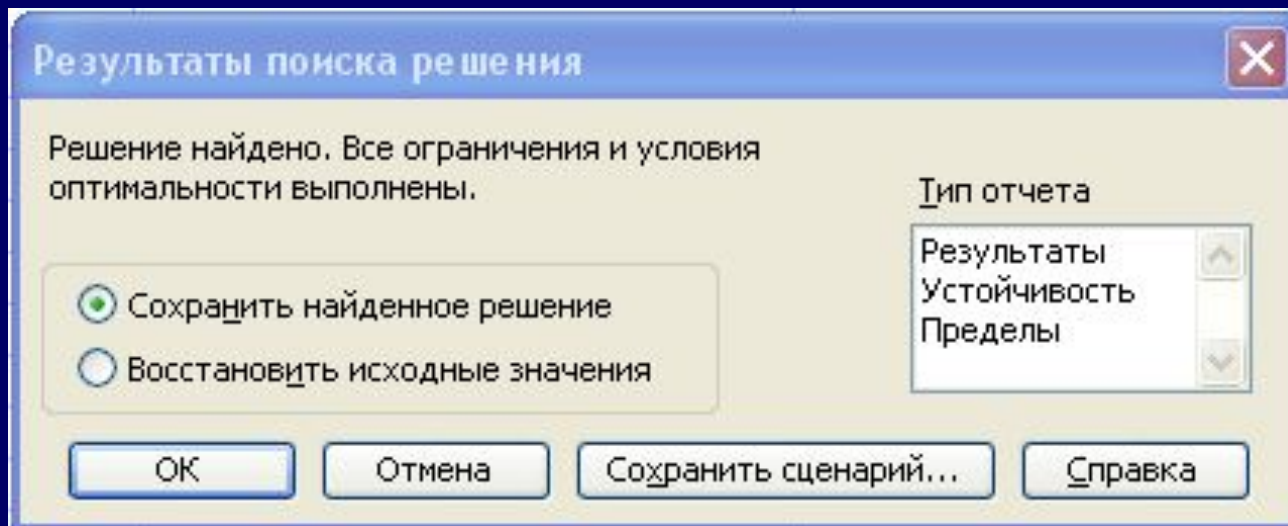 Результаты поиска решения
Решение найдено. Все ограничения и условия
оптимальности выполнены.
Тип отчета
Результаты
Устойчивость
Пределы
Сохранить найденное решение
Восстановить исходные значения
ОК
Отмена
Сохранить сценарий...
Справка